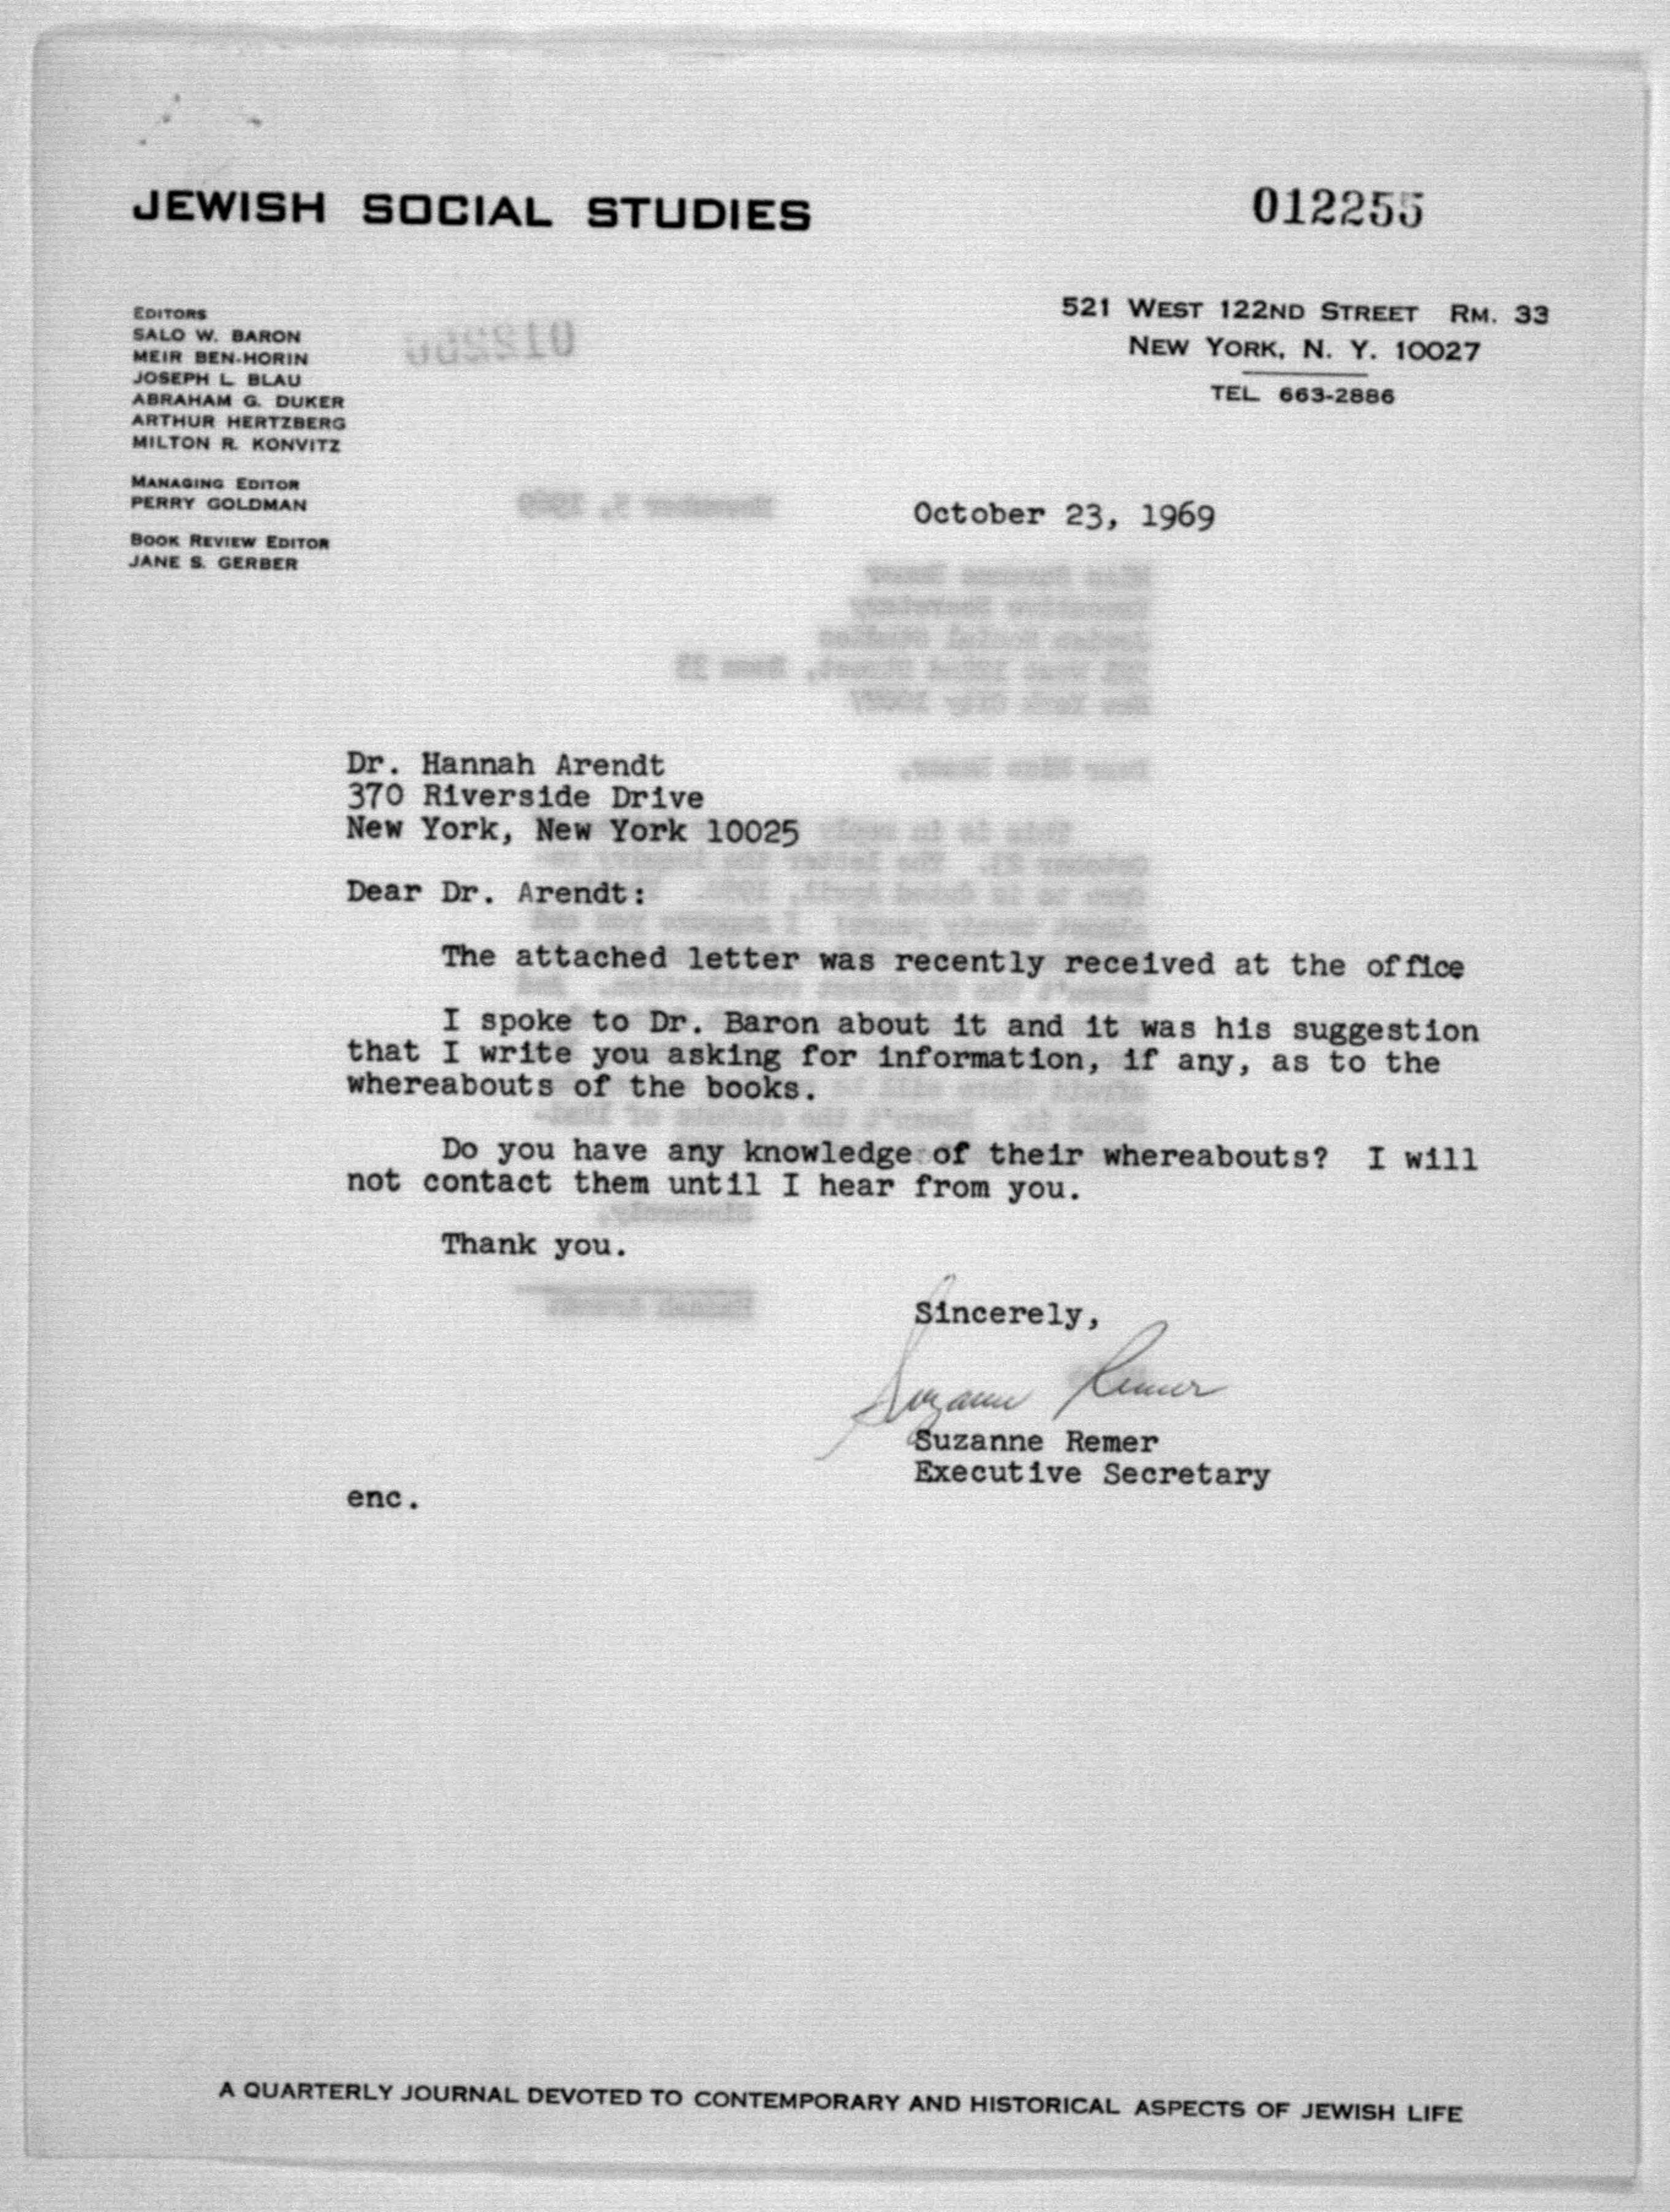 JEWISH SOCIAL STUDIES
012255
EDITORS
SALO W. BARON
MEIR BEN-HORIN
JOSEPH L. BLAU
ABRAHAM G. DUKER
ARTHUR HERTZBERG
MILTON R. KONVITZ
MANAGING EDITOR
PERRY GOLDMAN
BOOK REVIEW EDITOR
JANE S. GERBER
521 WEST 122ND STREET RM. 33
NEW YORK, N. Y. 10027
TEL. 663-2886
October 23, 1969
Dr. Hannah Arendt
370 Riverside Drive
New York, New York 10025
Dear Dr. Arendt:
The attached letter was recently received at the office
I spoke to Dr. Baron about it and it was his suggestion
that I write you asking for information, if any, as to the
whereabouts of the books.
Do you have any knowledge of their whereabouts? I will
not contact them until I hear from you.
Thank you.
Sincerely,
Suzanne Remer
Suzanne Remer
Executive Secretary
enc.
A QUARTERLY JOURNAL DEVOTED TO CONTEMPORARY AND HISTORICAL ASPECTS OF JEWISH LIFE